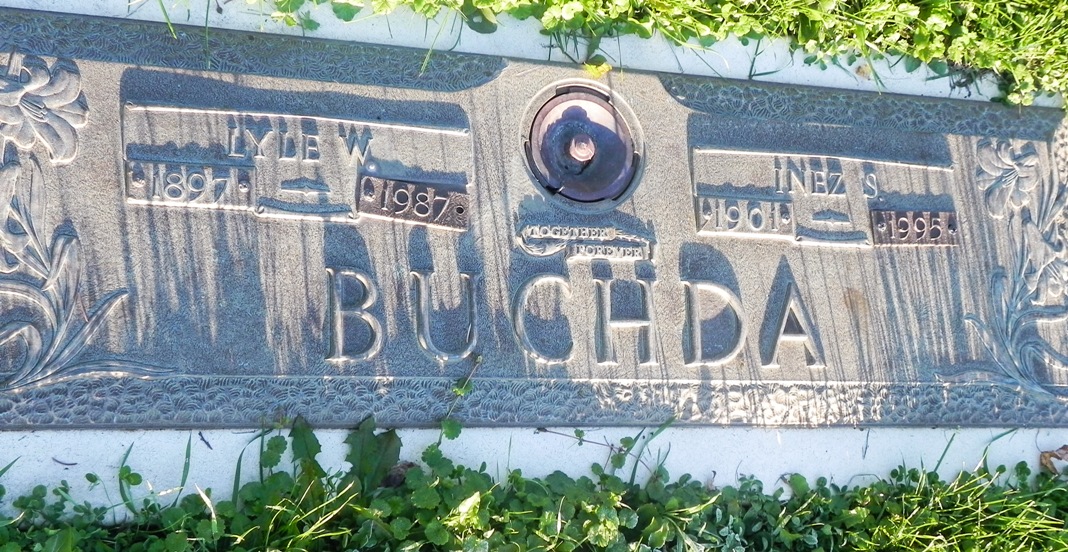 LYLE W.
1897 – 1987
INEZ S.
1901 – 1995
TOGETHER
FOREVER
BUCHDA